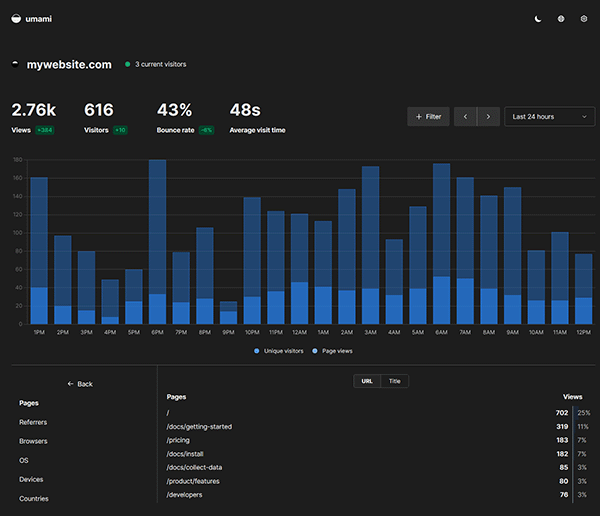 umami
mywebsite.com 3 current visitors
2.76k 616 43% 48s
Views +384 Visitors +10 Bounce rate -6% Average visit time
+ Filter < > Last 24 hours
180
160
140
120
100
80
60
40
20
0
1PM 2PM 3PM 4PM 5PM 6PM 7PM 8PM 9PM 10PM 11PM 12AM 1AM 2AM 3AM 4AM 5AM 6AM 7AM 8AM 9AM 10AM 11AM 12PM
Unique visitors Page views
← Back
Pages
Referrers
Browsers
OS
Devices
Countries
URL Title
Pages Views
/ 702 25%
/docs/getting-started 319 11%
/pricing 183 7%
/docs/install 182 7%
/docs/collect-data 85 3%
/product/features 80 3%
/developers 76 3%